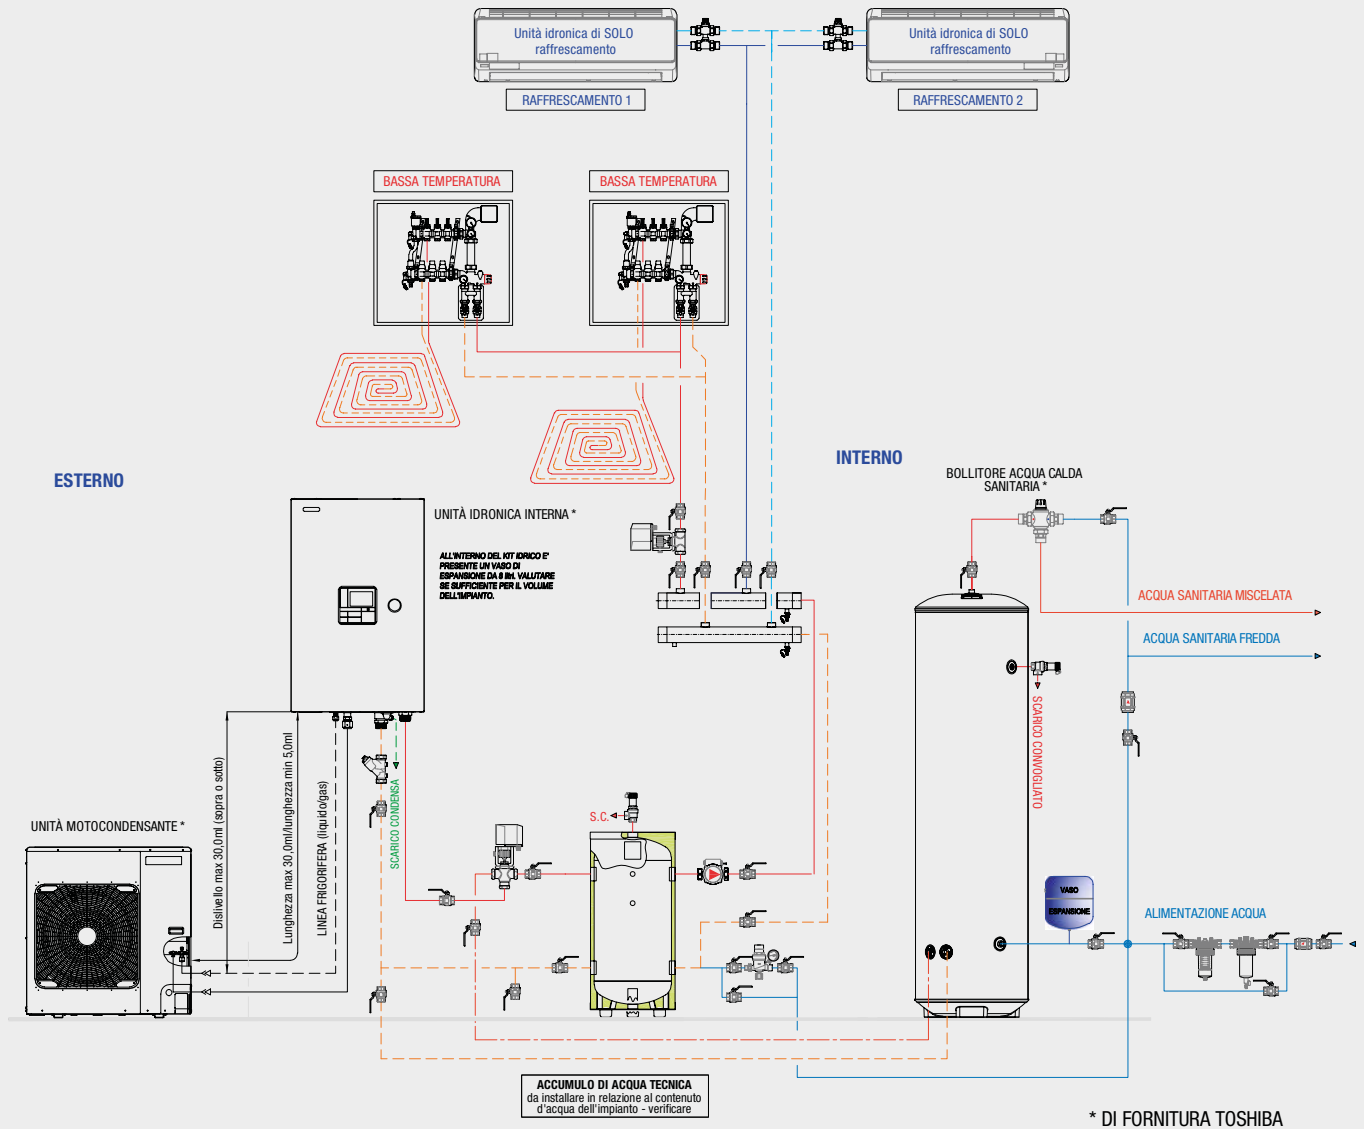 Unità idronica di SOLO
raffrescamento
Unità idronica di SOLO
raffrescamento
RAFFRESCAMENTO 1
RAFFRESCAMENTO 2
BASSA TEMPERATURA
BASSA TEMPERATURA
ESTERNO
INTERNO
BOLLITORE ACQUA CALDA
SANITARIA *
UNITÀ IDRONICA INTERNA *
ALL'INTERNO DEL KIT IDRICO E'
PRESENTE UN VASO DI
ESPANSIONE DA 8 litri. VALUTARE
SE SUFFICIENTE PER IL VOLUME
DELL'IMPIANTO.
ACQUA SANITARIA MISCELATA
ACQUA SANITARIA FREDDA
SCARICO CONVOGLIATO
Dislivello max 30,0ml (sopra o sotto)
Lunghezza max 30,0ml/lunghezza min 5,0ml
LINEA FRIGORIFERA (liquido/gas)
SCARICO CONDENSA
UNITÀ MOTOCONDENSANTE *
S.C.
VASO
ESPANSIONE
ALIMENTAZIONE ACQUA
ACCUMULO DI ACQUA TECNICA
da installare in relazione al contenuto
d'acqua dell'impianto - verificare
* DI FORNITURA TOSHIBA